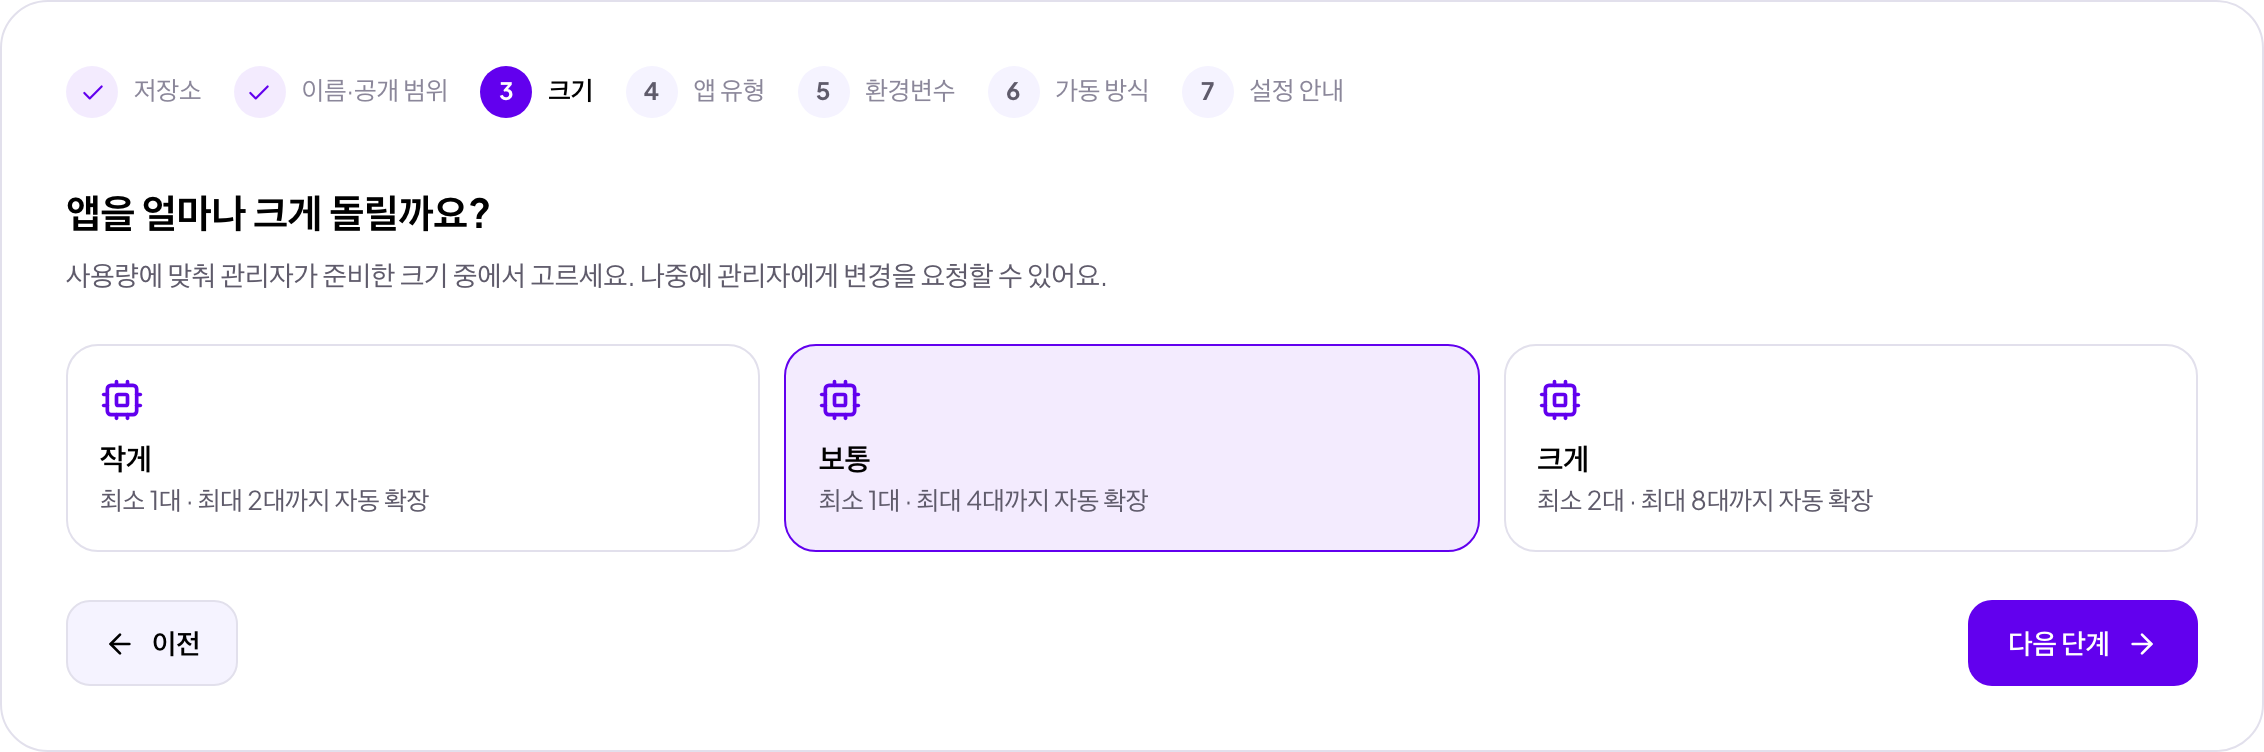 저장소 이름·공개 범위 3 크기 4 앱 유형 5 환경변수 6 가동 방식 7 설정 안내
앱을 얼마나 크게 돌릴까요?
사용량에 맞춰 관리자가 준비한 크기 중에서 고르세요. 나중에 관리자에게 변경을 요청할 수 있어요.
작게
최소 1대 · 최대 2대까지 자동 확장
보통
최소 1대 · 최대 4대까지 자동 확장
크게
최소 2대 · 최대 8대까지 자동 확장
이전
다음 단계